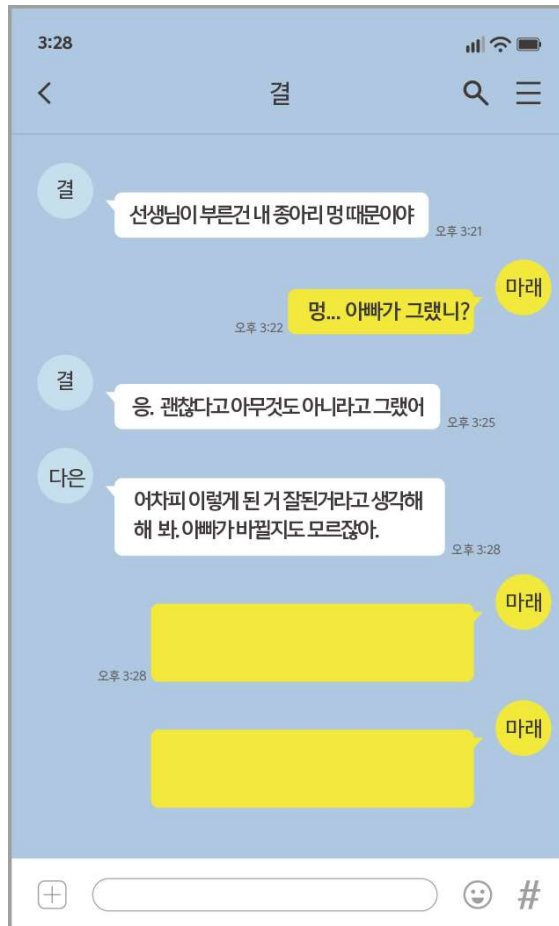 3:28
결
결
선생님이 부른건 내 종아리 멍 때문이야
오후 3:21
마래
멍... 아빠가 그랬니?
오후 3:22
결
응. 괜찮다고 아무것도 아니라고 그랬어
오후 3:25
다은
어차피 이렇게 된 거 잘된거라고 생각해
해 봐. 아빠가 바뀔지도 모르잖아.
오후 3:28
마래
오후 3:28
마래
#